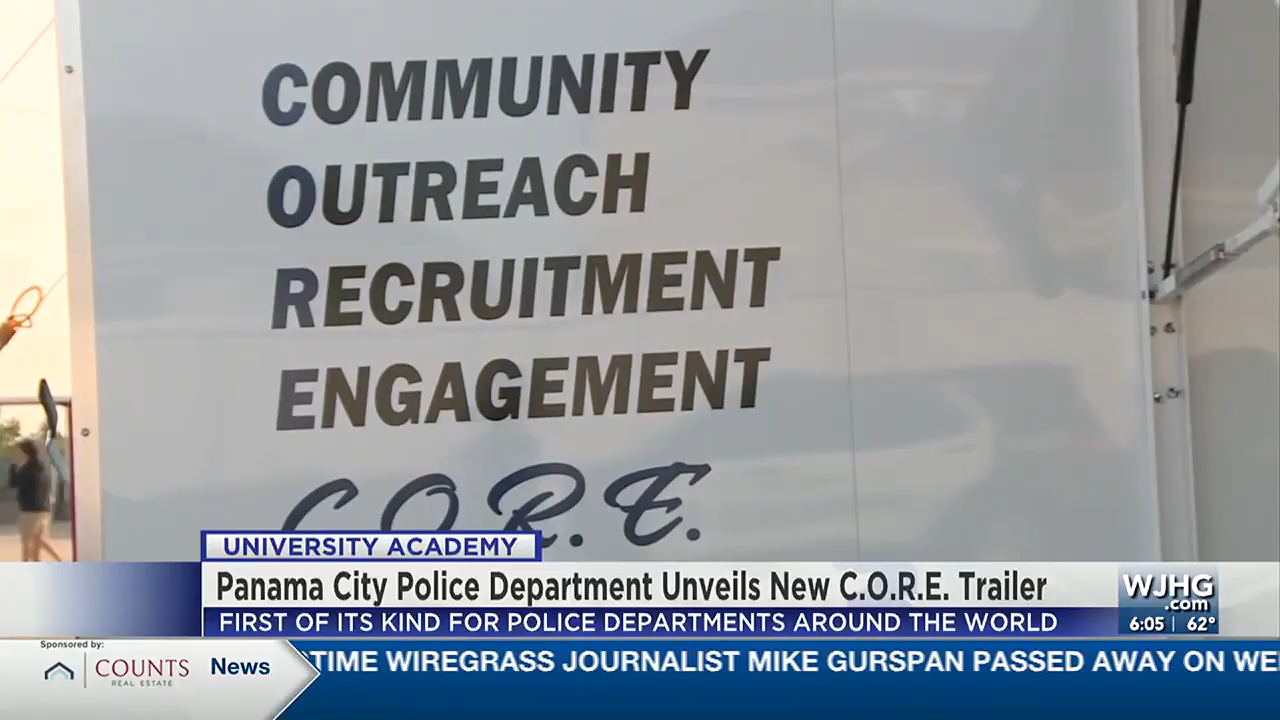 COMMUNITY
OUTREACH
RECRUITMENT
ENGAGEMENT
C.O.R.E.
UNIVERSITY ACADEMY
PANAMA CITY POLICE DEPARTMENT UNVEILS NEW C.O.R.E. TRAILER
FIRST OF ITS KIND FOR POLICE DEPARTMENTS AROUND THE WORLD
WJHG
.com
6:05 | 62°
Sponsored by:
COUNTS
REAL ESTATE
News
TIME WIREGRASS JOURNALIST MIKE GURSPAN PASSED AWAY ON WE